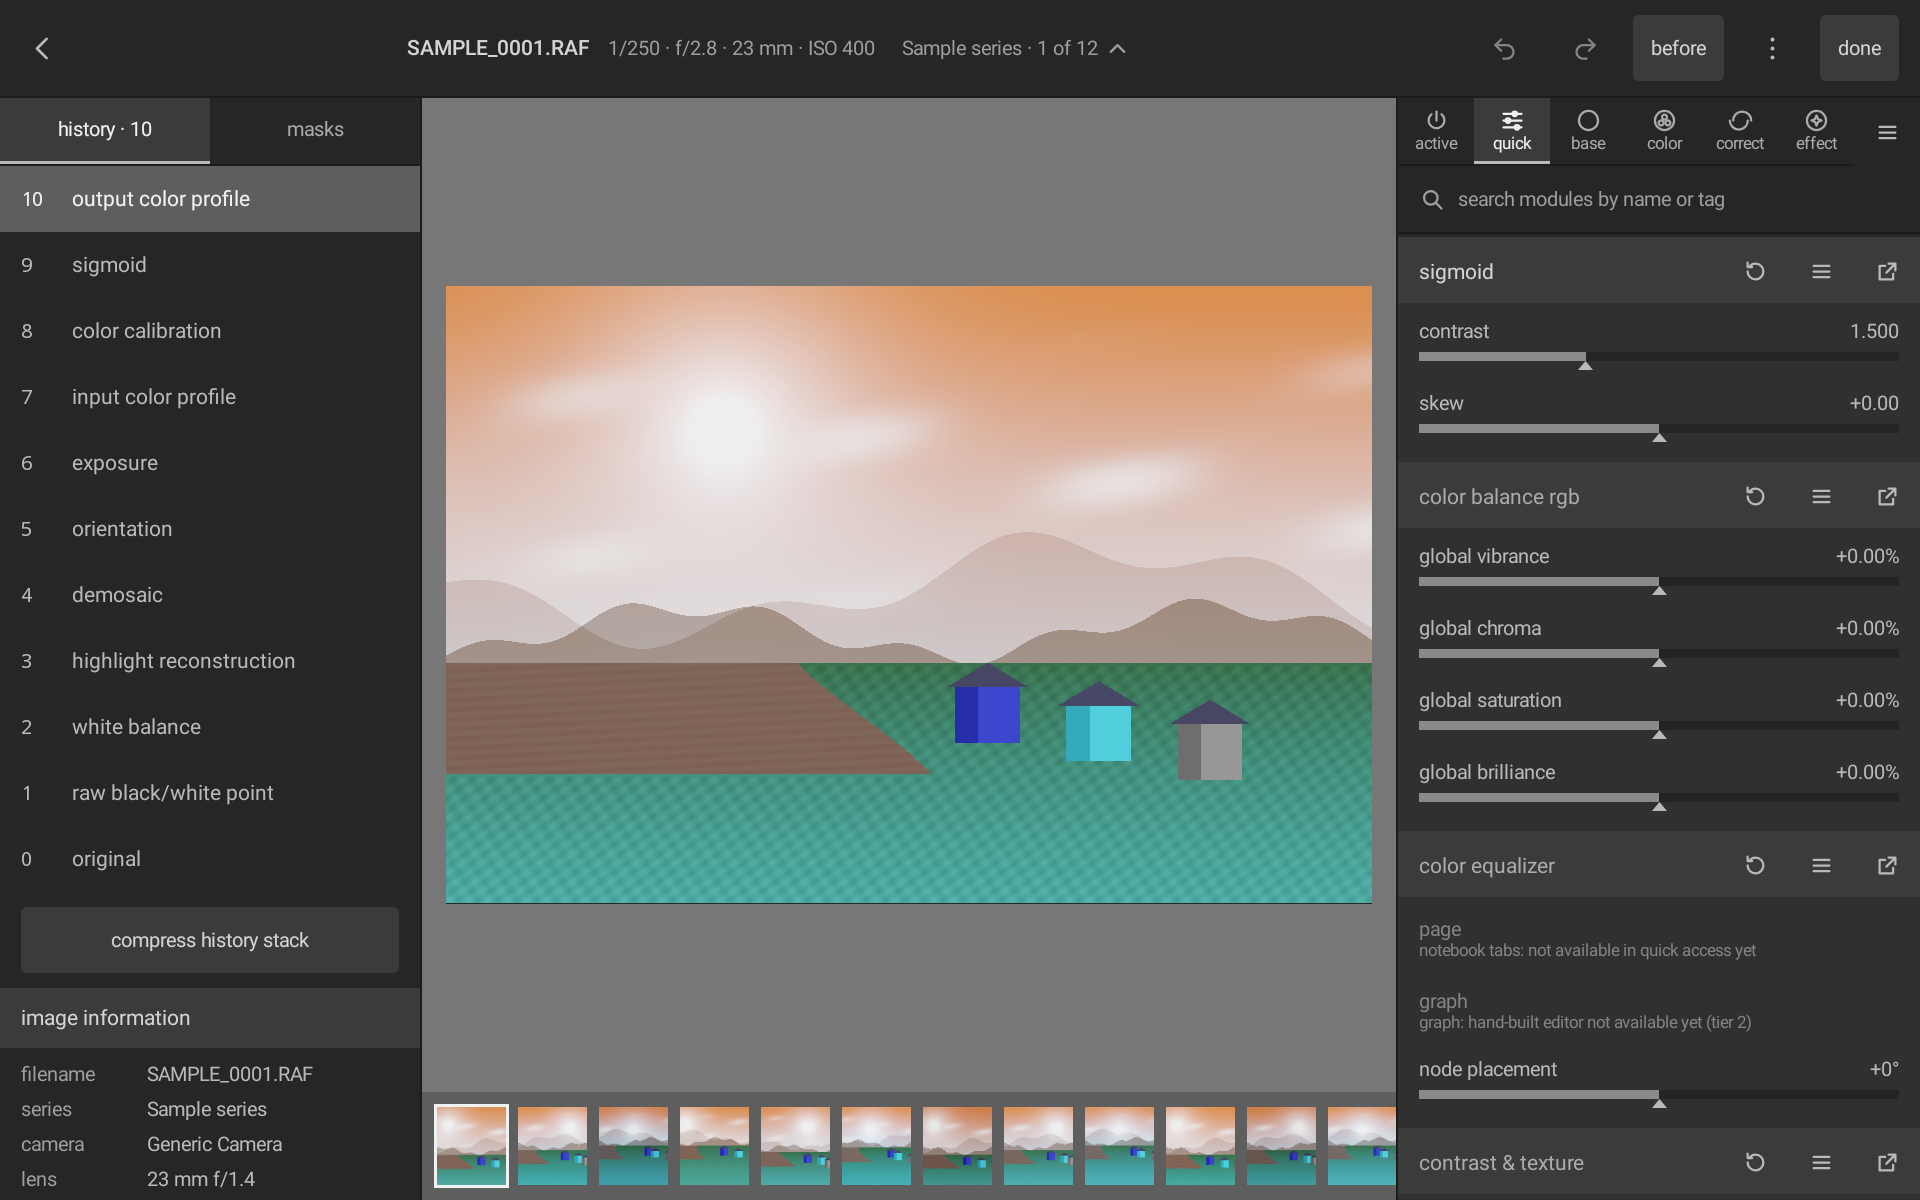 SAMPLE_0001.RAF 1/250 · f/2.8 · 23 mm · ISO 400 Sample series · 1 of 12
before
done
history · 10
masks
10 output color profile
9 sigmoid
8 color calibration
7 input color profile
6 exposure
5 orientation
4 demosaic
3 highlight reconstruction
2 white balance
1 raw black/white point
0 original
compress history stack
image information
filename SAMPLE_0001.RAF
series Sample series
camera Generic Camera
lens 23 mm f/1.4
active quick base color correct effect
search modules by name or tag
sigmoid
contrast 1.500
skew +0.00
color balance rgb
global vibrance +0.00%
global chroma +0.00%
global saturation +0.00%
global brilliance +0.00%
color equalizer
page
notebook tabs: not available in quick access yet
graph
graph: hand-built editor not available yet (tier 2)
node placement +0°
contrast & texture